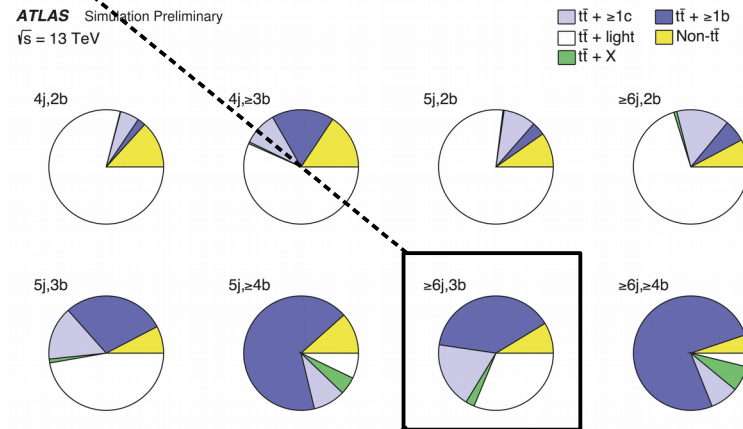 ATLAS Simulation Preliminary
√s = 13 TeV
tt̄ + ≥1c
tt̄ + ≥1b
tt̄ + light
Non-tt̄
tt̄ + X
4j,2b
4j,≥3b
5j,2b
≥6j,2b
5j,3b
5j,≥4b
≥6j,3b
≥6j,≥4b